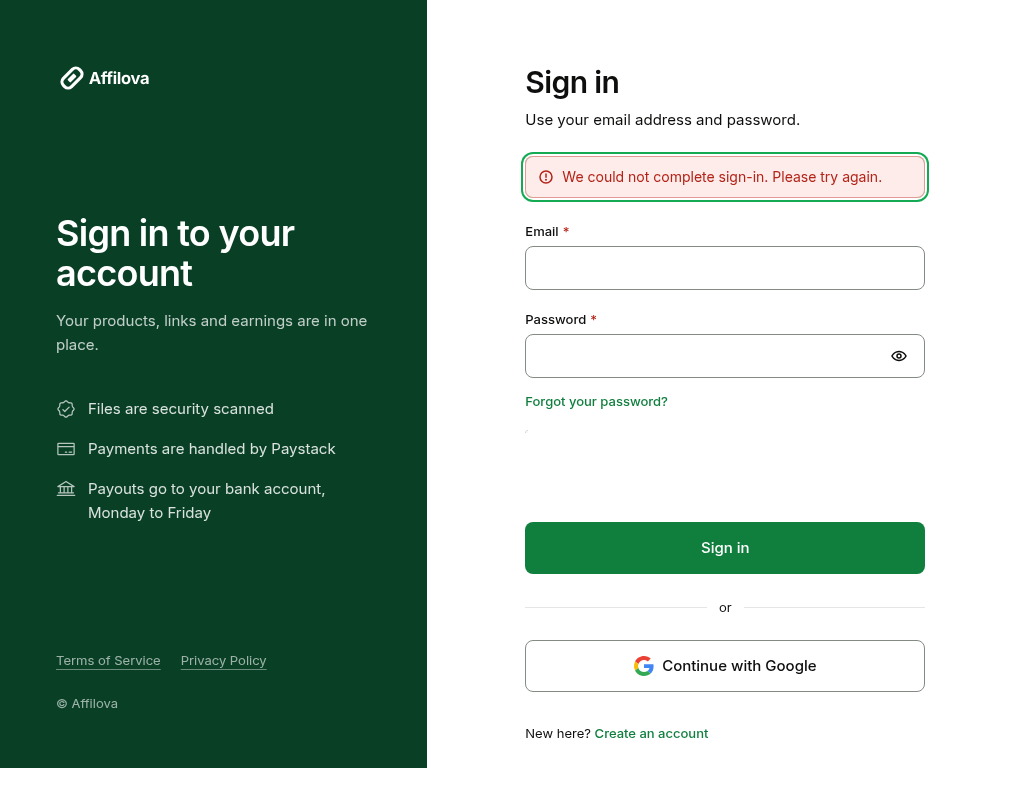 Affilova
Sign in to your
account
Your products, links and earnings are in one
place.
Files are security scanned
Payments are handled by Paystack
Payouts go to your bank account,
Monday to Friday
Terms of Service Privacy Policy
© Affilova
Sign in
Use your email address and password.
We could not complete sign-in. Please try again.
Email *
Password *
Forgot your password?
Sign in
or
Continue with Google
New here? Create an account